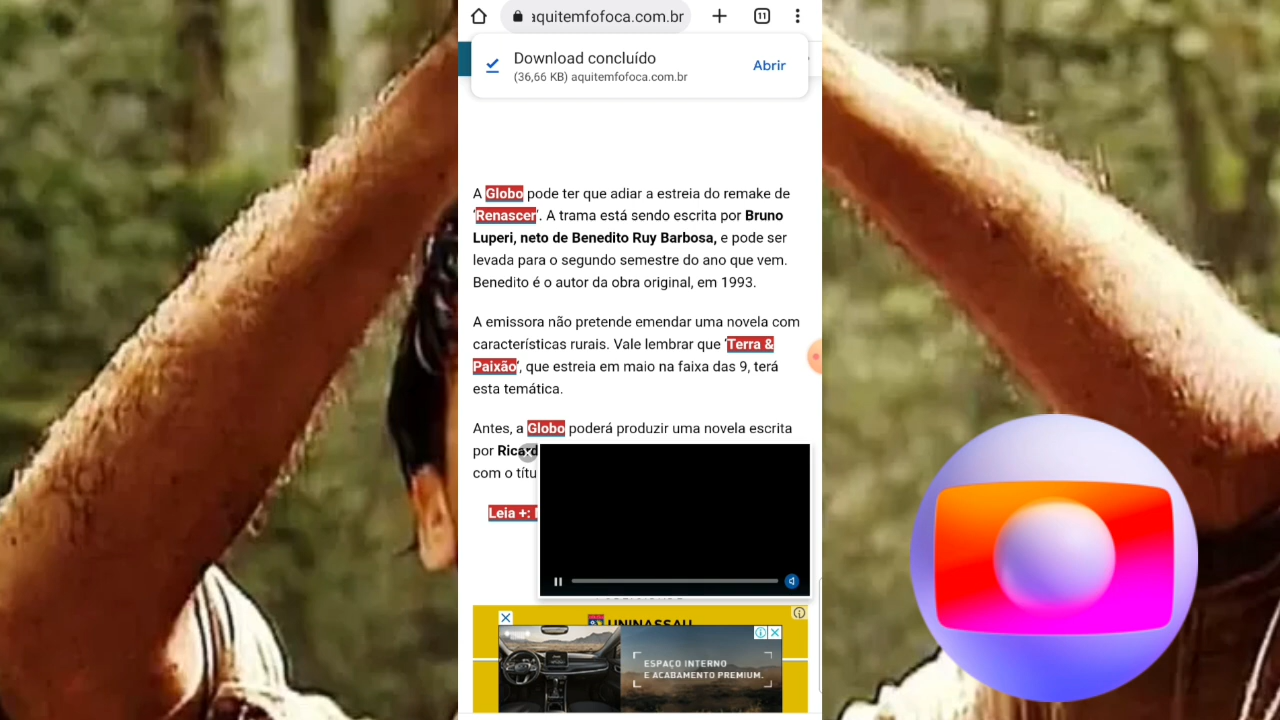 aquitemfofoca.com.br
11
Download concluído
(36,66 KB) aquitemfofoca.com.br
Abrir
A Globo pode ter que adiar a estreia do remake de
'Renascer'. A trama está sendo escrita por Bruno
Luperi, neto de Benedito Ruy Barbosa, e pode ser
levada para o segundo semestre do ano que vem.
Benedito é o autor da obra original, em 1993.
A emissora não pretende emendar uma novela com
características rurais. Vale lembrar que 'Terra &
Paixão', que estreia em maio na faixa das 9, terá
esta temática.
Antes, a Globo poderá produzir uma novela escrita
por Ricard
com o títu
Leia +:
UNINASSAU
ESPAÇO INTERNO
E ACABAMENTO PREMIUM.